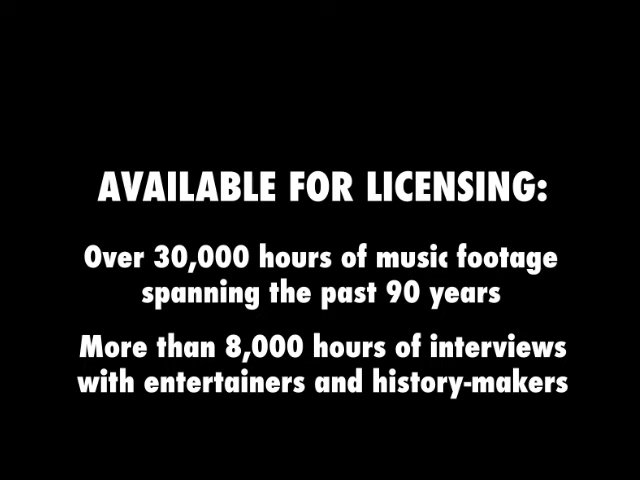 AVAILABLE FOR LICENSING:
Over 30,000 hours of music footage
spanning the past 90 years
More than 8,000 hours of interviews
with entertainers and history-makers